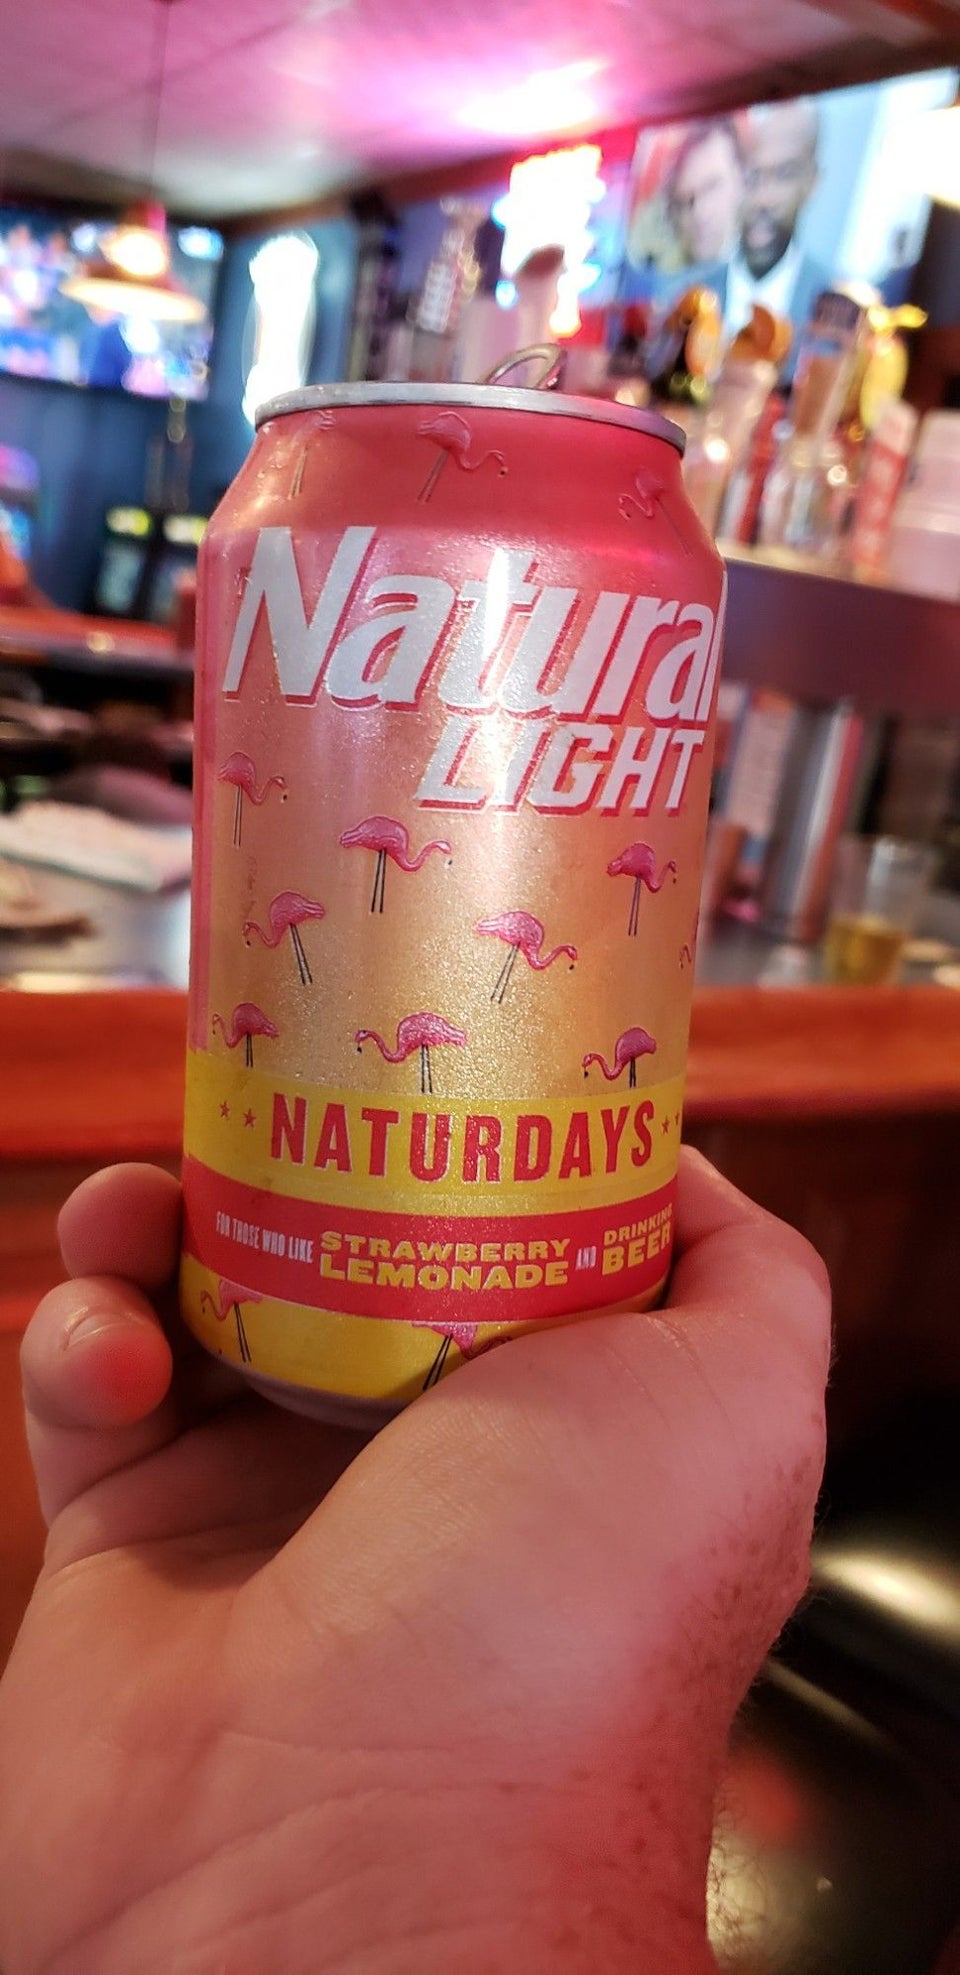 Natural
LIGHT
NATURDAYS
FOR THOSE WHO LIKE STRAWBERRY LEMONADE AND DRINKING BEER